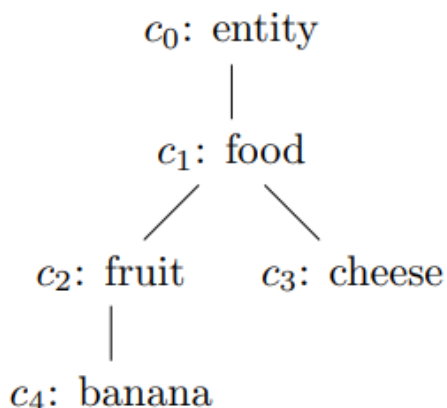 c₀: entity
c₁: food
c₂: fruit c₃: cheese
c₄: banana